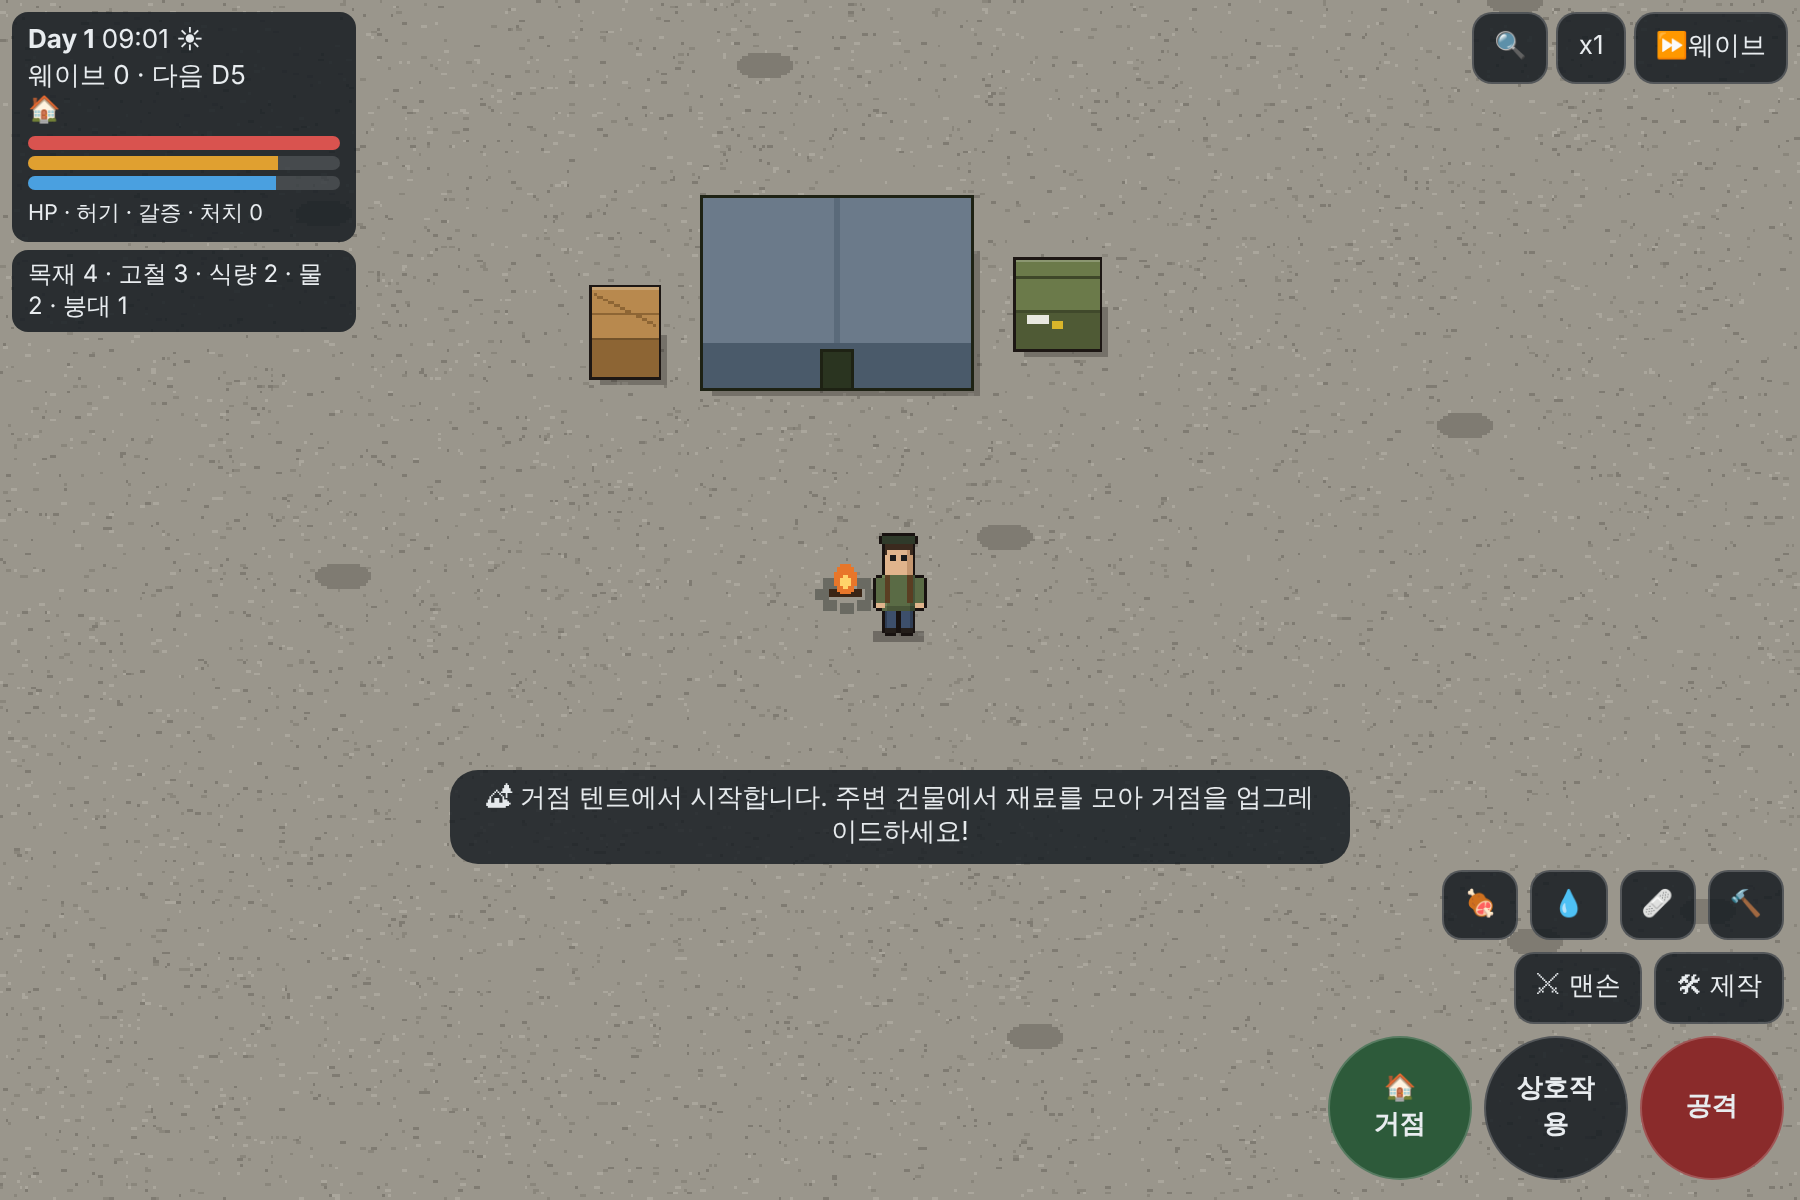 Day 1 09:01 ☀
웨이브 0 · 다음 D5
HP · 허기 · 갈증 · 처치 0
목재 4 · 고철 3 · 식량 2 · 물
2 · 붕대 1
x1
⏩웨이브
🏕 거점 텐트에서 시작합니다. 주변 건물에서 재료를 모아 거점을 업그레
이드하세요!
⚔ 맨손
🛠 제작
🏠
거점
상호작
용
공격